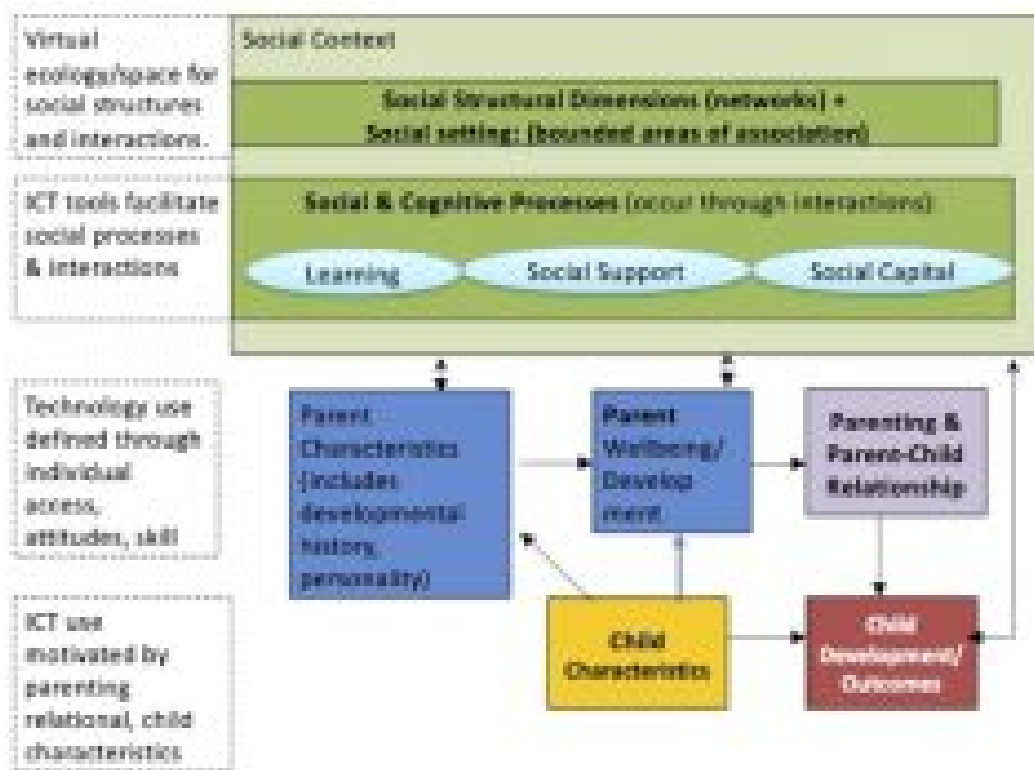 Virtual
ecology/space for
social structures
and interactions.
Social Context
Social Structural Dimensions (networks) +
Social setting: (bounded areas of association)
ICT tools facilitate
social processes
& interactions
Social & Cognitive Processes (occur through interactions)
Learning
Social Support
Social Capital
Technology use
defined through
individual
access,
attitudes, skill
Parent
Characteristics
(includes
developmental
history,
personality)
Parent
Wellbeing/
Develop
ment
Parenting &
Parent-Child
Relationship
ICT use
motivated by
parenting
relational, child
characteristics
Child
Characteristics
Child
Development/
Outcomes